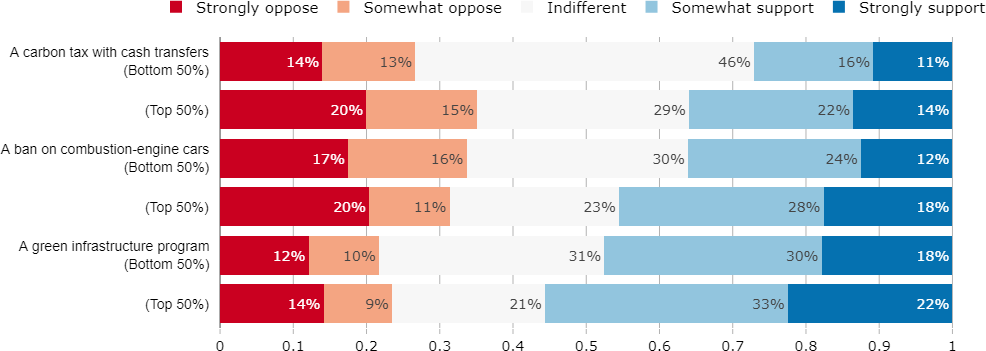 Strongly oppose Somewhat oppose Indifferent Somewhat support Strongly support
A carbon tax with cash transfers
(Bottom 50%)
14% 13% 46% 16% 11%
(Top 50%)
20% 15% 29% 22% 14%
A ban on combustion-engine cars
(Bottom 50%)
17% 16% 30% 24% 12%
(Top 50%)
20% 11% 23% 28% 18%
A green infrastructure program
(Bottom 50%)
12% 10% 31% 30% 18%
(Top 50%)
14% 9% 21% 33% 22%
0 0.1 0.2 0.3 0.4 0.5 0.6 0.7 0.8 0.9 1